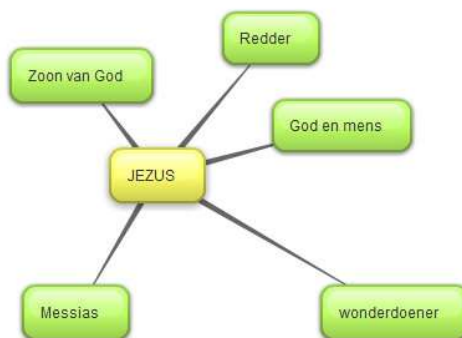 Redder
Zoon van God
God en mens
JEZUS
Messias
wonderdoener